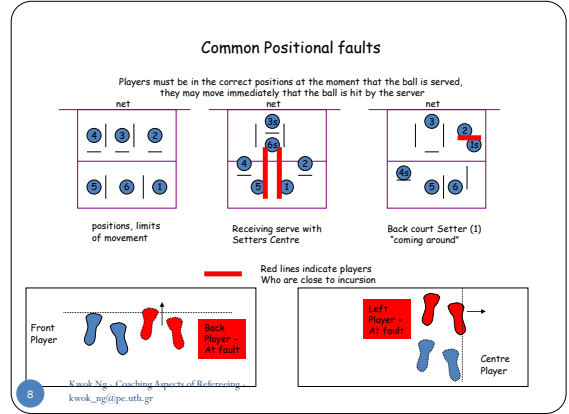 Common Positional faults
Players must be in the correct positions at the moment that the ball is served,
they may move immediately that the ball is hit by the server
net
4 3 2
5 6 1
positions, limits
of movement
net
3s
6s
4 2
5 1
Receiving serve with
Setters Centre
net
3
2
1s
4s
5 6
Back court Setter (1)
"coming around"
Red lines indicate players
Who are close to incursion
Front
Player
Back
Player –
At fault
Left
Player –
At fault
Centre
Player
8
Kwok Ng - Coaching Aspects of Refereeing -
kwok_ng@pe.uth.gr